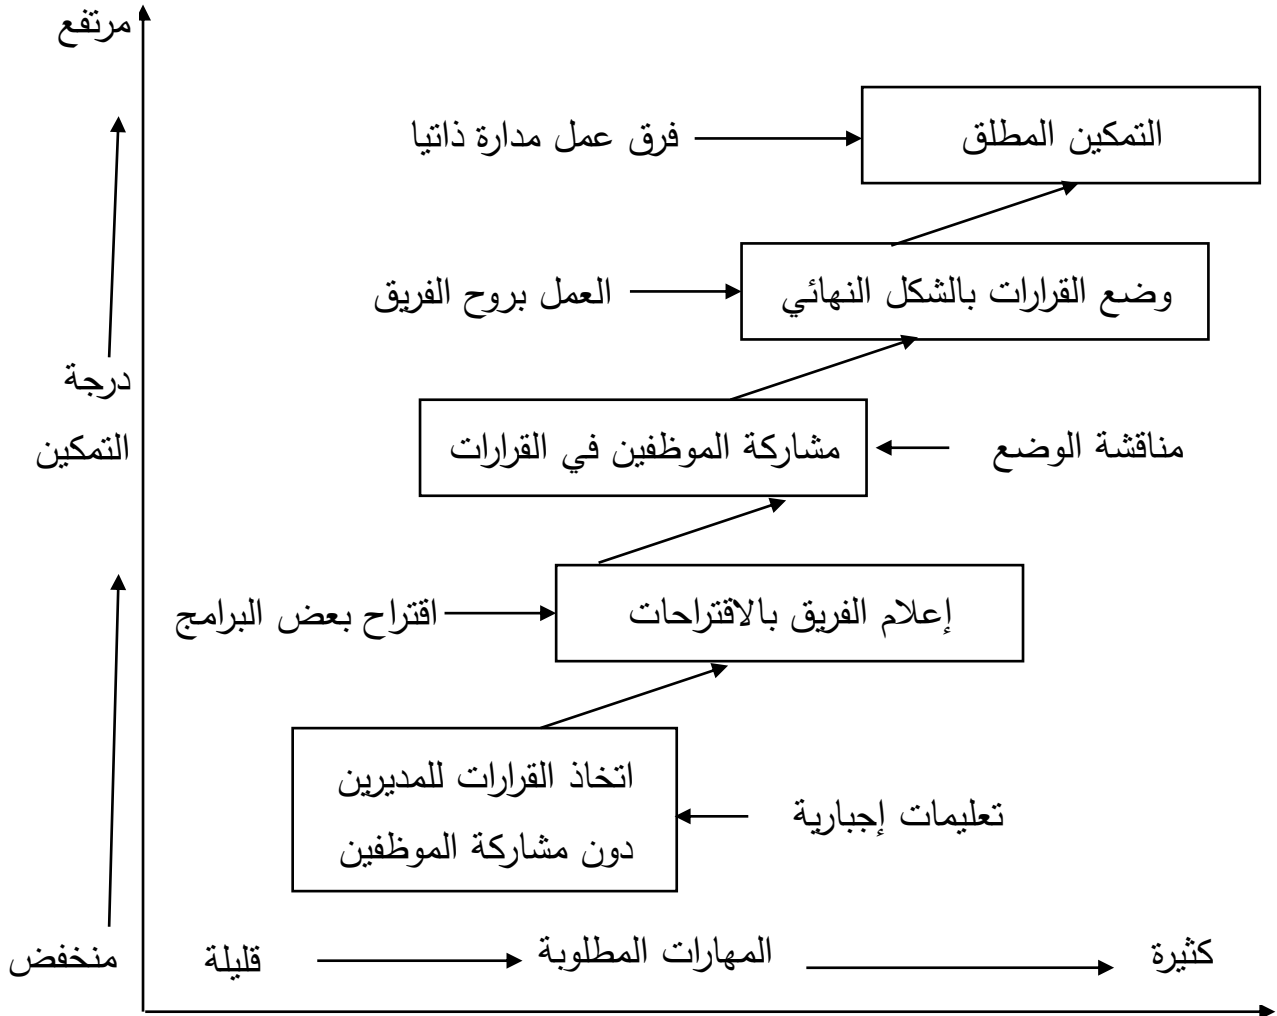 مرتفع
التمكين المطلق
فرق عمل مدارة ذاتيا
وضع القرارات بالشكل النهائي
العمل بروح الفريق
درجة
التمكين
مناقشة الوضع
مشاركة الموظفين في القرارات
إعلام الفريق بالاقتراحات
اقتراح بعض البرامج
اتخاذ القرارات للمديرين
دون مشاركة الموظفين
تعليمات إجبارية
كثيرة
المهارات المطلوبة
قليلة
منخفض